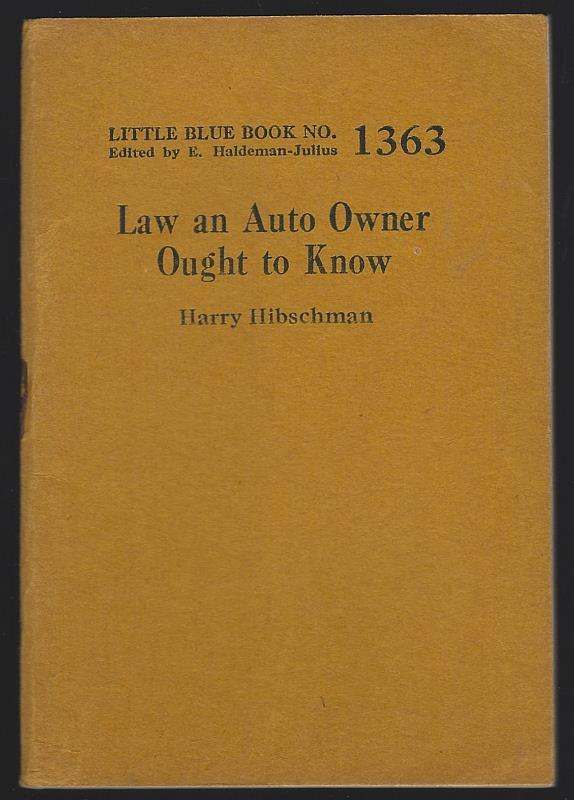 LITTLE BLUE BOOK NO. 1363
Edited by E. Haldeman-Julius
Law an Auto Owner
Ought to Know
Harry Hibschman